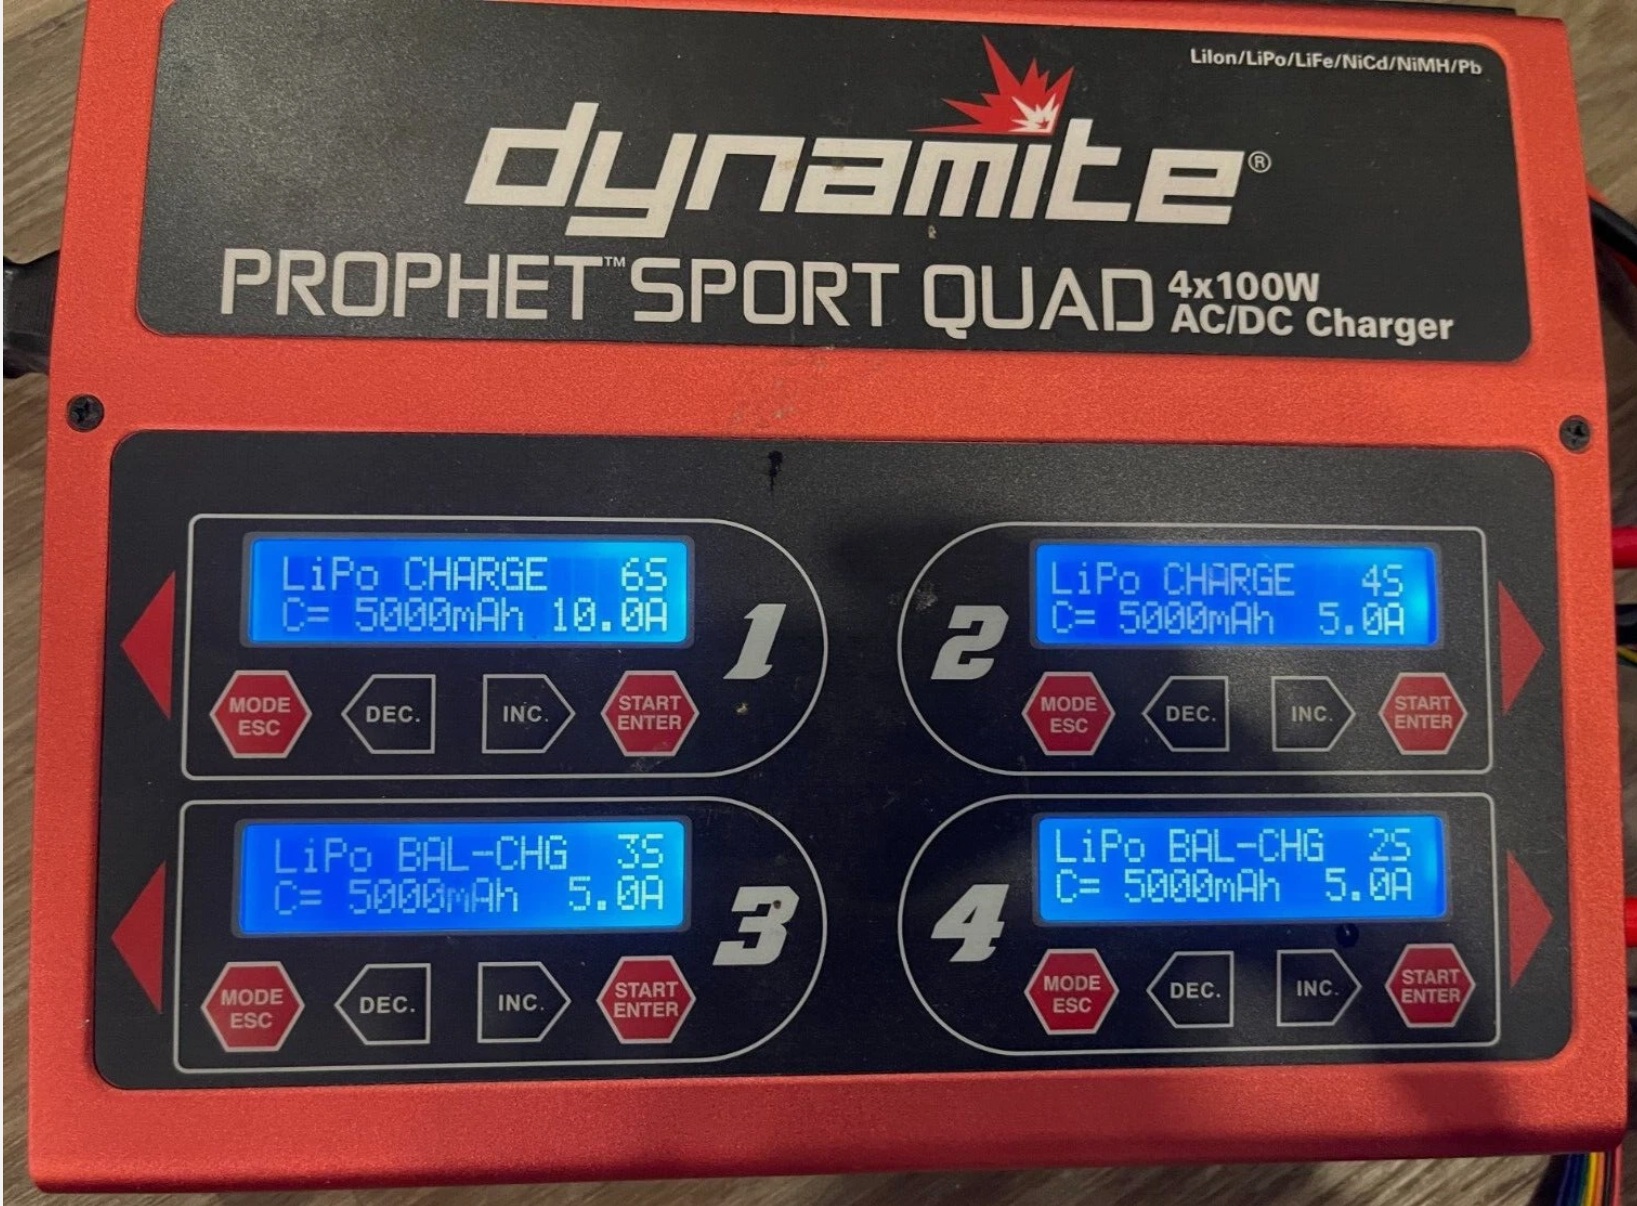 LiIon/LiPo/LiFe/NiCd/NiMH/Pb
dynamite®
PROPHET™ SPORT QUAD 4x100W
AC/DC Charger
LiPo CHARGE 6S
C= 5000mAh 10.0A
1
MODE ESC
DEC.
INC.
START ENTER
2
LiPo CHARGE 4S
C= 5000mAh 5.0A
MODE ESC
DEC.
INC.
START ENTER
LiPo BAL-CHG 3S
C= 5000mAh 5.0A
3
MODE ESC
DEC.
INC.
START ENTER
4
LiPo BAL-CHG 2S
C= 5000mAh 5.0A
MODE ESC
DEC.
INC.
START ENTER